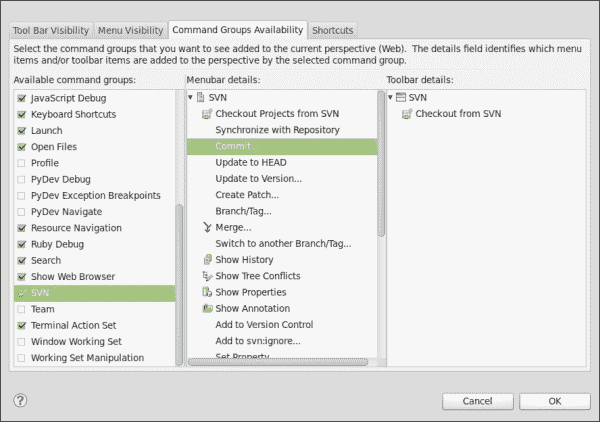 Tool Bar Visibility Menu Visibility Command Groups Availability Shortcuts
Select the command groups that you want to see added to the current perspective (Web). The details field identifies which menu
items and/or toolbar items are added to the perspective by the selected command group.
Available command groups:
JavaScript Debug
Keyboard Shortcuts
Launch
Open Files
Profile
PyDev Debug
PyDev Exception Breakpoints
PyDev Navigate
Resource Navigation
Ruby Debug
Search
Show Web Browser
SVN
Team
Terminal Action Set
Window Working Set
Working Set Manipulation
Menubar details:
SVN
Checkout Projects from SVN
Synchronize with Repository
Commit...
Update to HEAD
Update to Version...
Create Patch...
Branch/Tag...
Merge...
Switch to another Branch/Tag...
Show History
Show Tree Conflicts
Show Properties
Show Annotation
Add to Version Control
Add to svn:ignore...
Set Property
Toolbar details:
SVN
Checkout from SVN
?
Cancel
OK